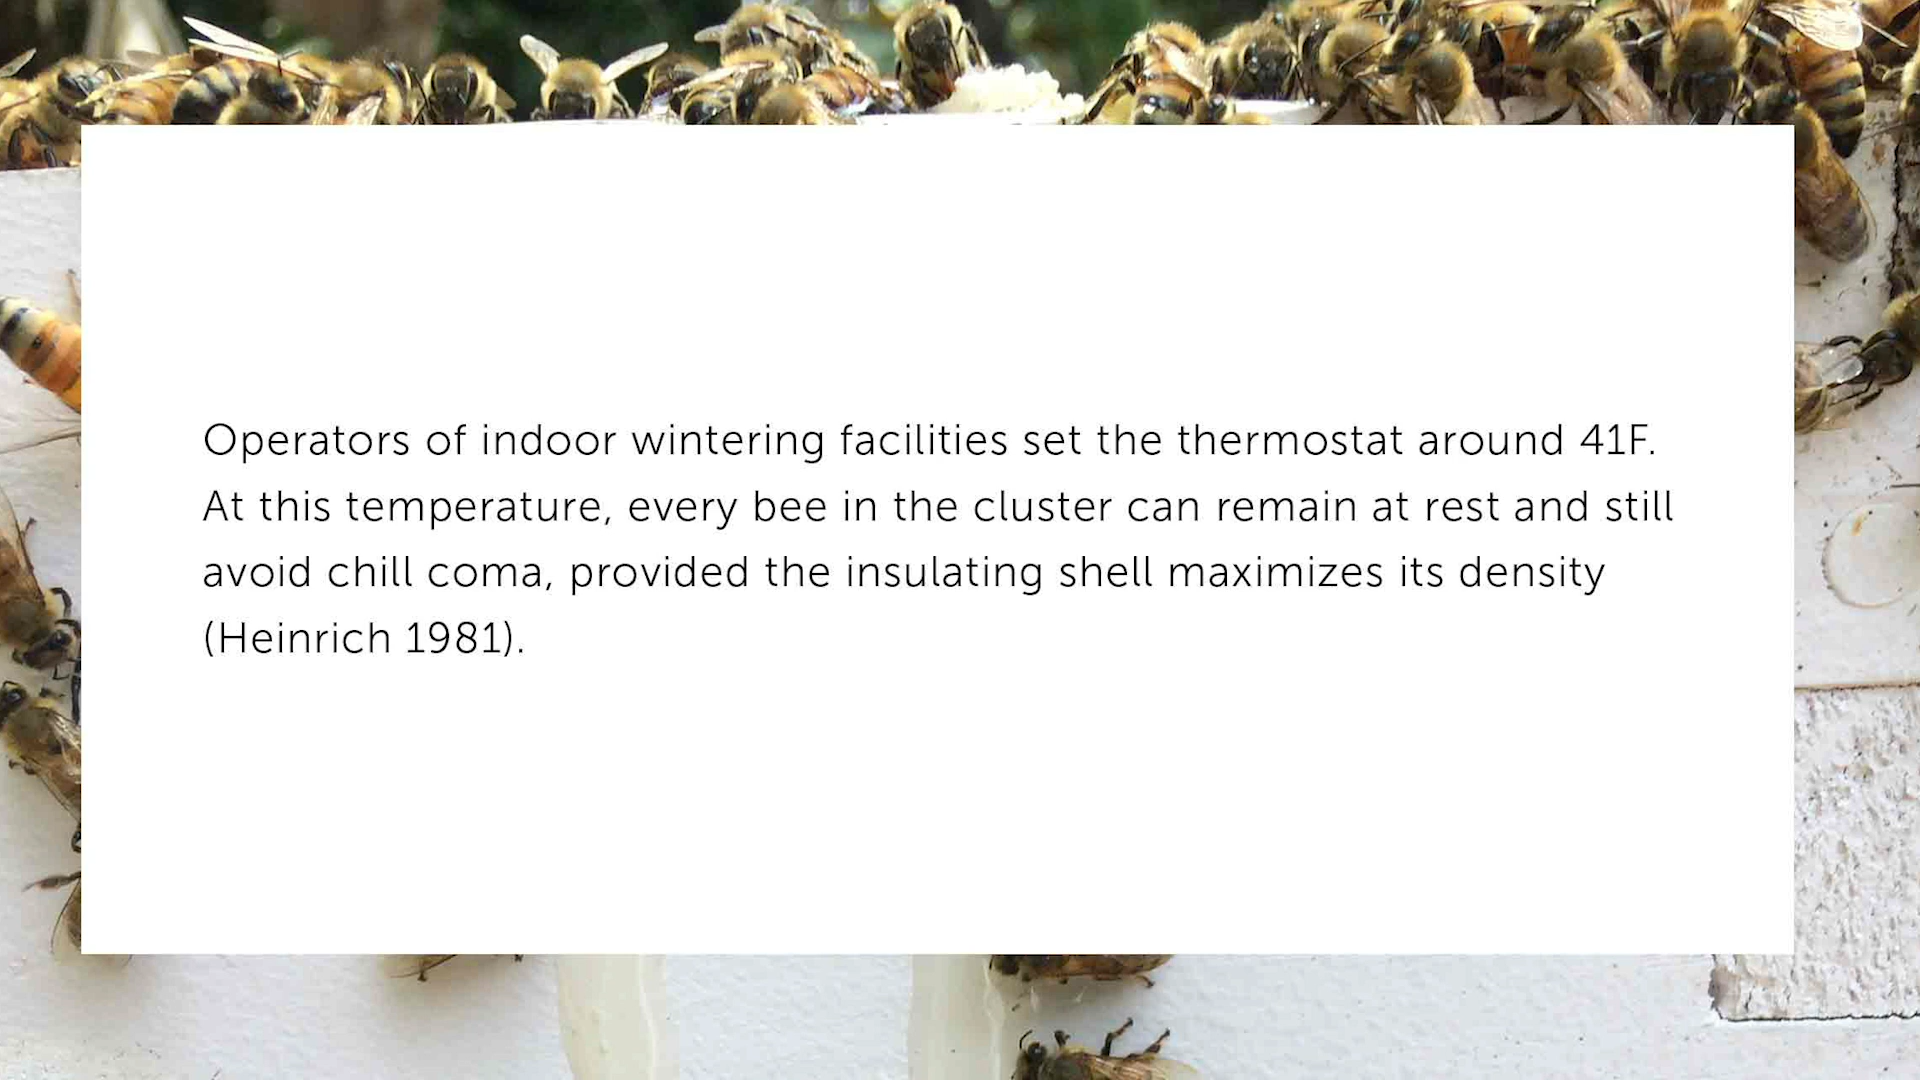 Operators of indoor wintering facilities set the thermostat around 41F.
At this temperature, every bee in the cluster can remain at rest and still
avoid chill coma, provided the insulating shell maximizes its density
(Heinrich 1981).